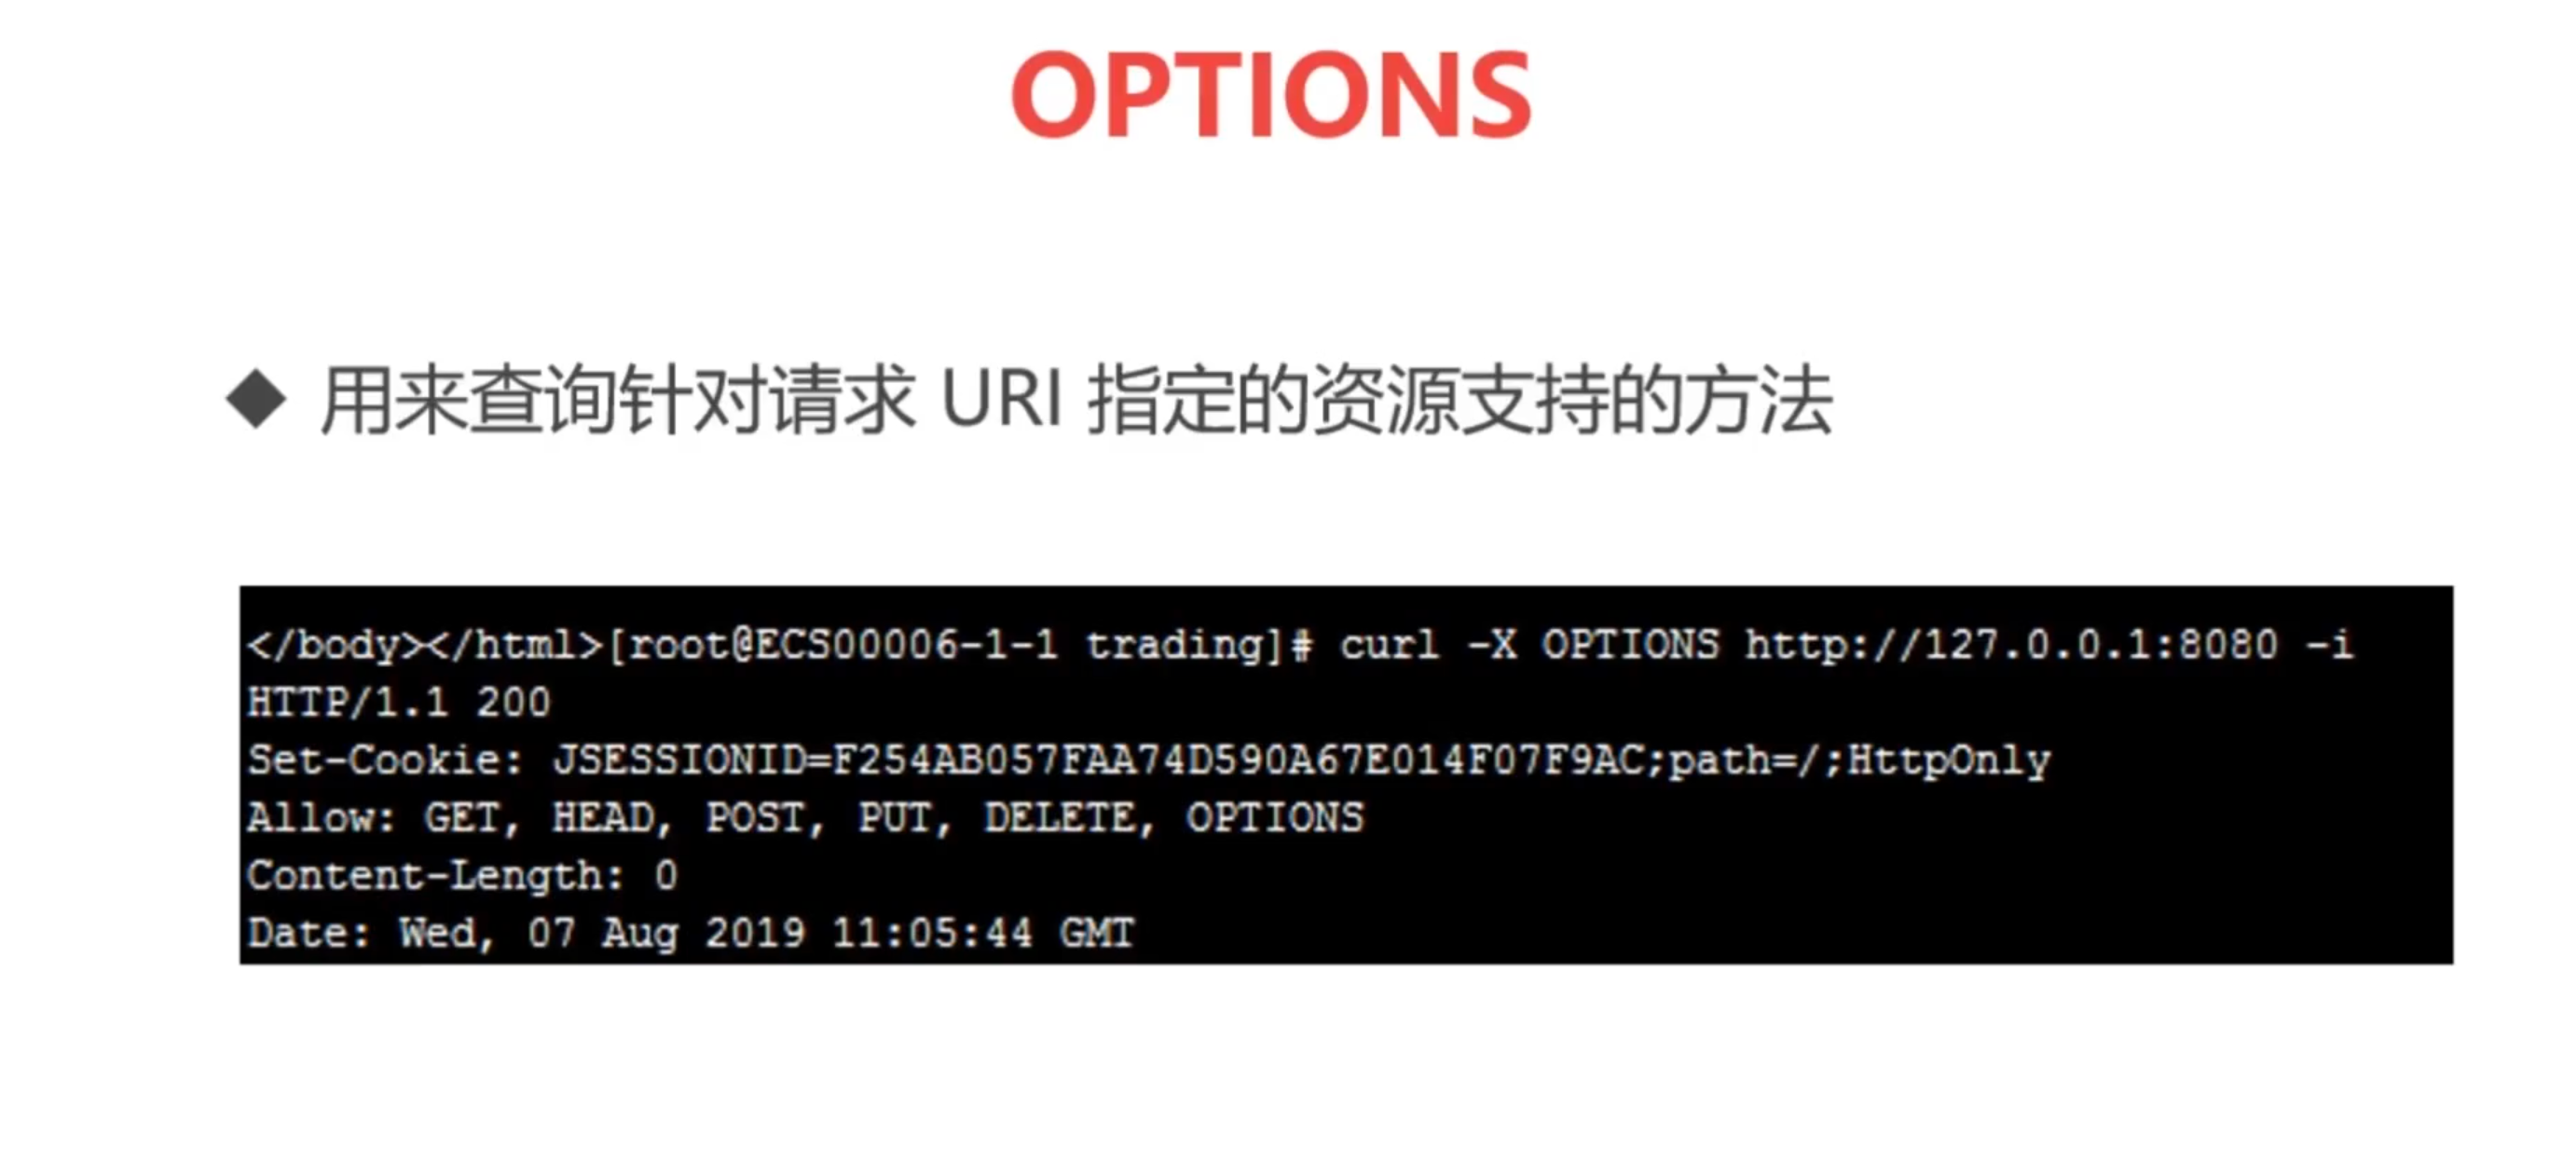 OPTIONS
用来查询针对请求 URI 指定的资源支持的方法
</body></html>[root@ECS00006-1-1 trading]# curl -X OPTIONS http://127.0.0.1:8080 -i
HTTP/1.1 200
Set-Cookie: JSESSIONID=F254AB057FAA74D590A67E014F07F9AC;path=/;HttpOnly
Allow: GET, HEAD, POST, PUT, DELETE, OPTIONS
Content-Length: 0
Date: Wed, 07 Aug 2019 11:05:44 GMT